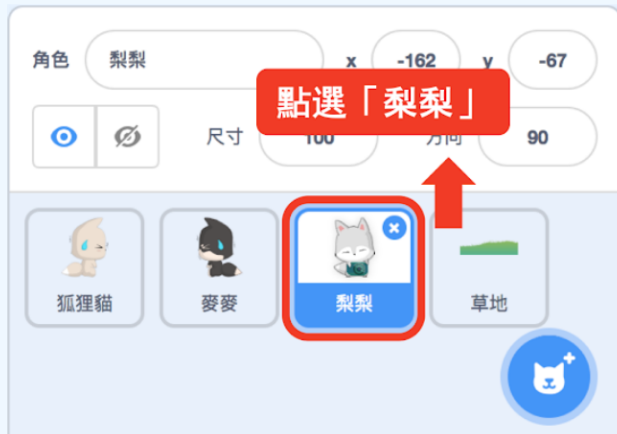 角色 梨梨 x -162 y -67
點選「梨梨」
尺寸 100 方向 90
狐狸貓 麥麥 梨梨 草地